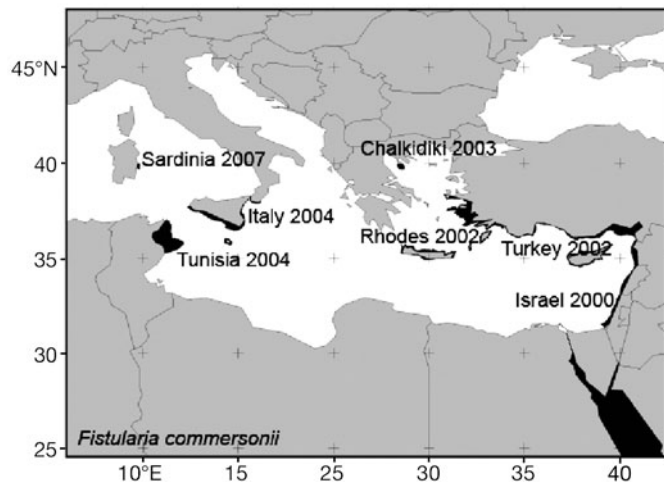 45°N
Chalkidiki 2003
Sardinia 2007
40
Italy 2004
Rhodes 2002
Turkey 2002
Tunisia 2004
35
Israel 2000
30
Fistularia commersonii
25
10°E 15 25 30 35 40